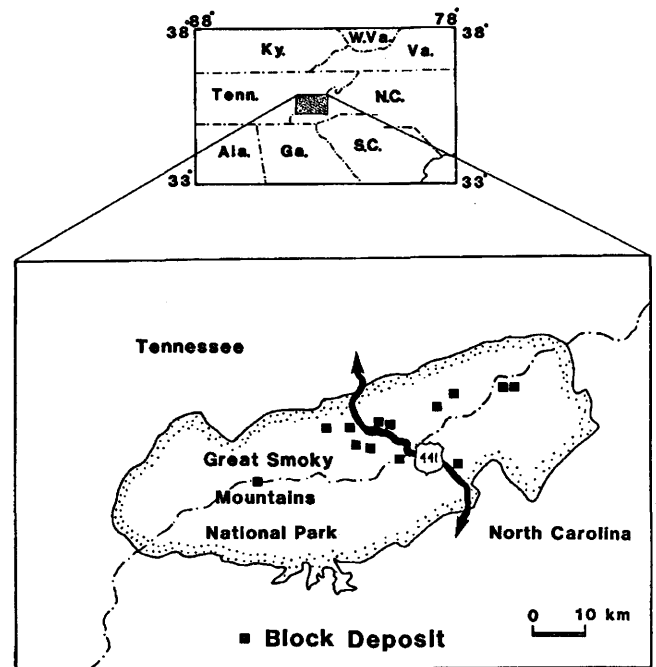 88° 78°
38° 38°
Ky. W.Va. Va.
Tenn. N.C.
Ala. Ga. S.C.
33° 33°
Tennessee
441
Great Smoky
Mountains
National Park
North Carolina
0 10 km
Block Deposit